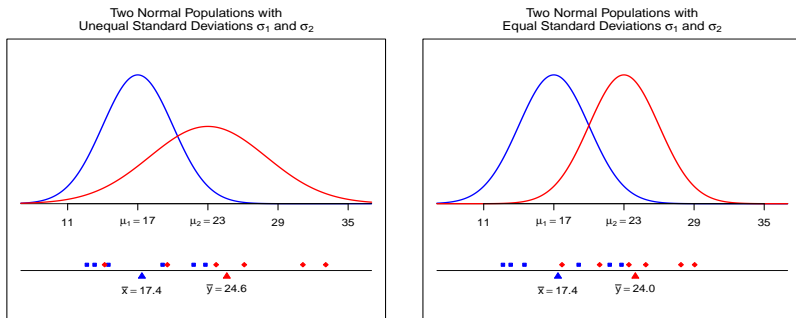 Two Normal Populations with
Unequal Standard Deviations σ₁ and σ₂
11 μ₁ = 17 μ₂ = 23 29 35
x̅ = 17.4 y̅ = 24.6
Two Normal Populations with
Equal Standard Deviations σ₁ and σ₂
11 μ₁ = 17 μ₂ = 23 29 35
x̅ = 17.4 y̅ = 24.0